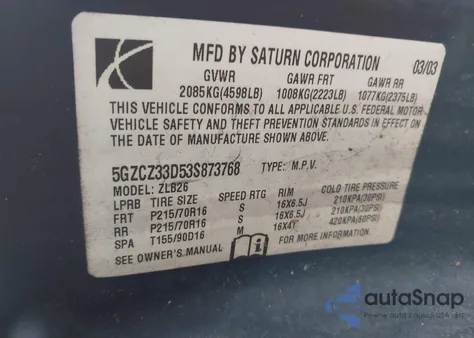 MFD BY SATURN CORPORATION 03/03
GVWR GAWR FRT GAWR RR
2085KG(4598LB) 1008KG(2223LB) 1077KG(2375LB)
THIS VEHICLE CONFORMS TO ALL APPLICABLE U.S. FEDERAL MOTOR
VEHICLE SAFETY AND THEFT PREVENTION STANDARDS IN EFFECT ON
THE DATE OF MANUFACTURE SHOWN ABOVE.
5GZCZ33D53S873768 TYPE: M.P.V.
MODEL: ZLB26
LPRB TIRE SIZE SPEED RTG RIM COLD TIRE PRESSURE
FRT P215/70R16 S 16X6.5J 210KPA(30PSI)
RR P215/70R16 S 16X6.5J 210KPA(30PSI)
SPA T155/90D16 M 16X4T 420KPA(60PSI)
SEE OWNER'S MANUAL FOR MORE INFORMATION.
autoSnap